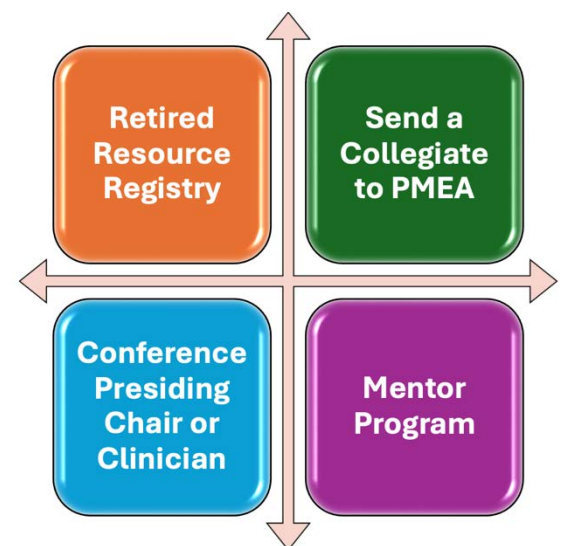 Retired
Resource
Registry
Send a
Collegiate
to PMEA
Conference
Presiding
Chair or
Clinician
Mentor
Program